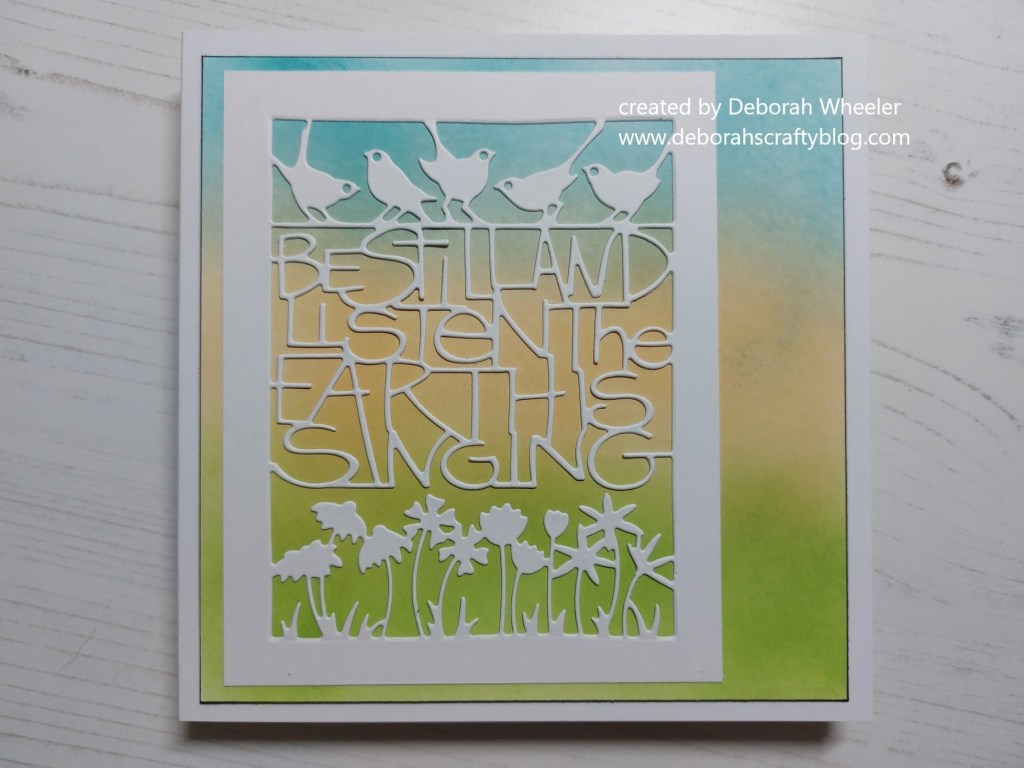 created by Deborah Wheeler
www.deborahscraftyblog.com
BE STiLL AND
LiSTeN The
EARTH IS
SINGING